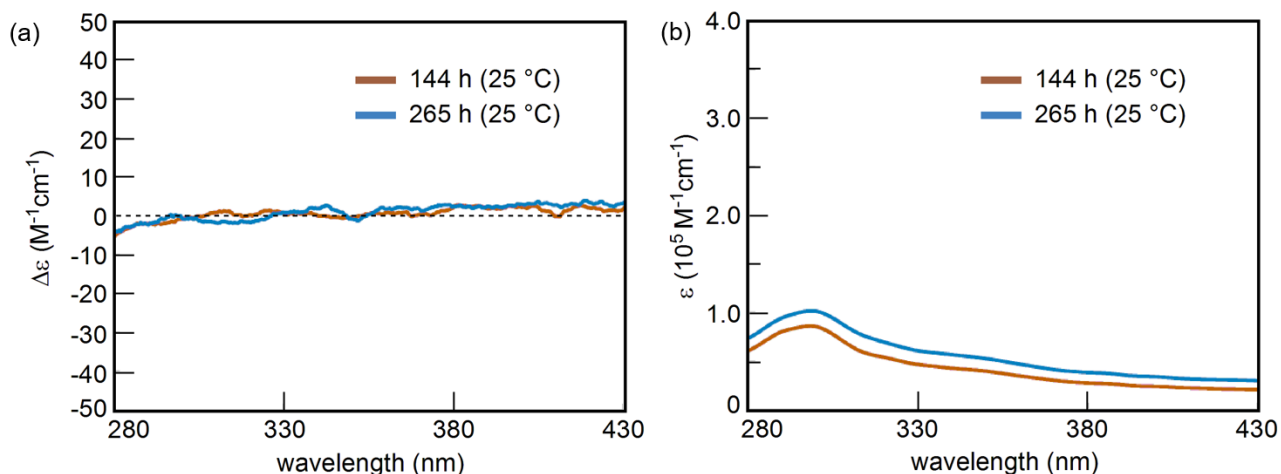 (a)
50
40
30
20
10
0
-10
-20
-30
-40
-50
Δε (M⁻¹cm⁻¹)
144 h (25 °C)
265 h (25 °C)
280
330
380
430
wavelength (nm)
(b)
4.0
3.0
2.0
1.0
0
ε (10⁵ M⁻¹cm⁻¹)
144 h (25 °C)
265 h (25 °C)
280
330
380
430
wavelength (nm)